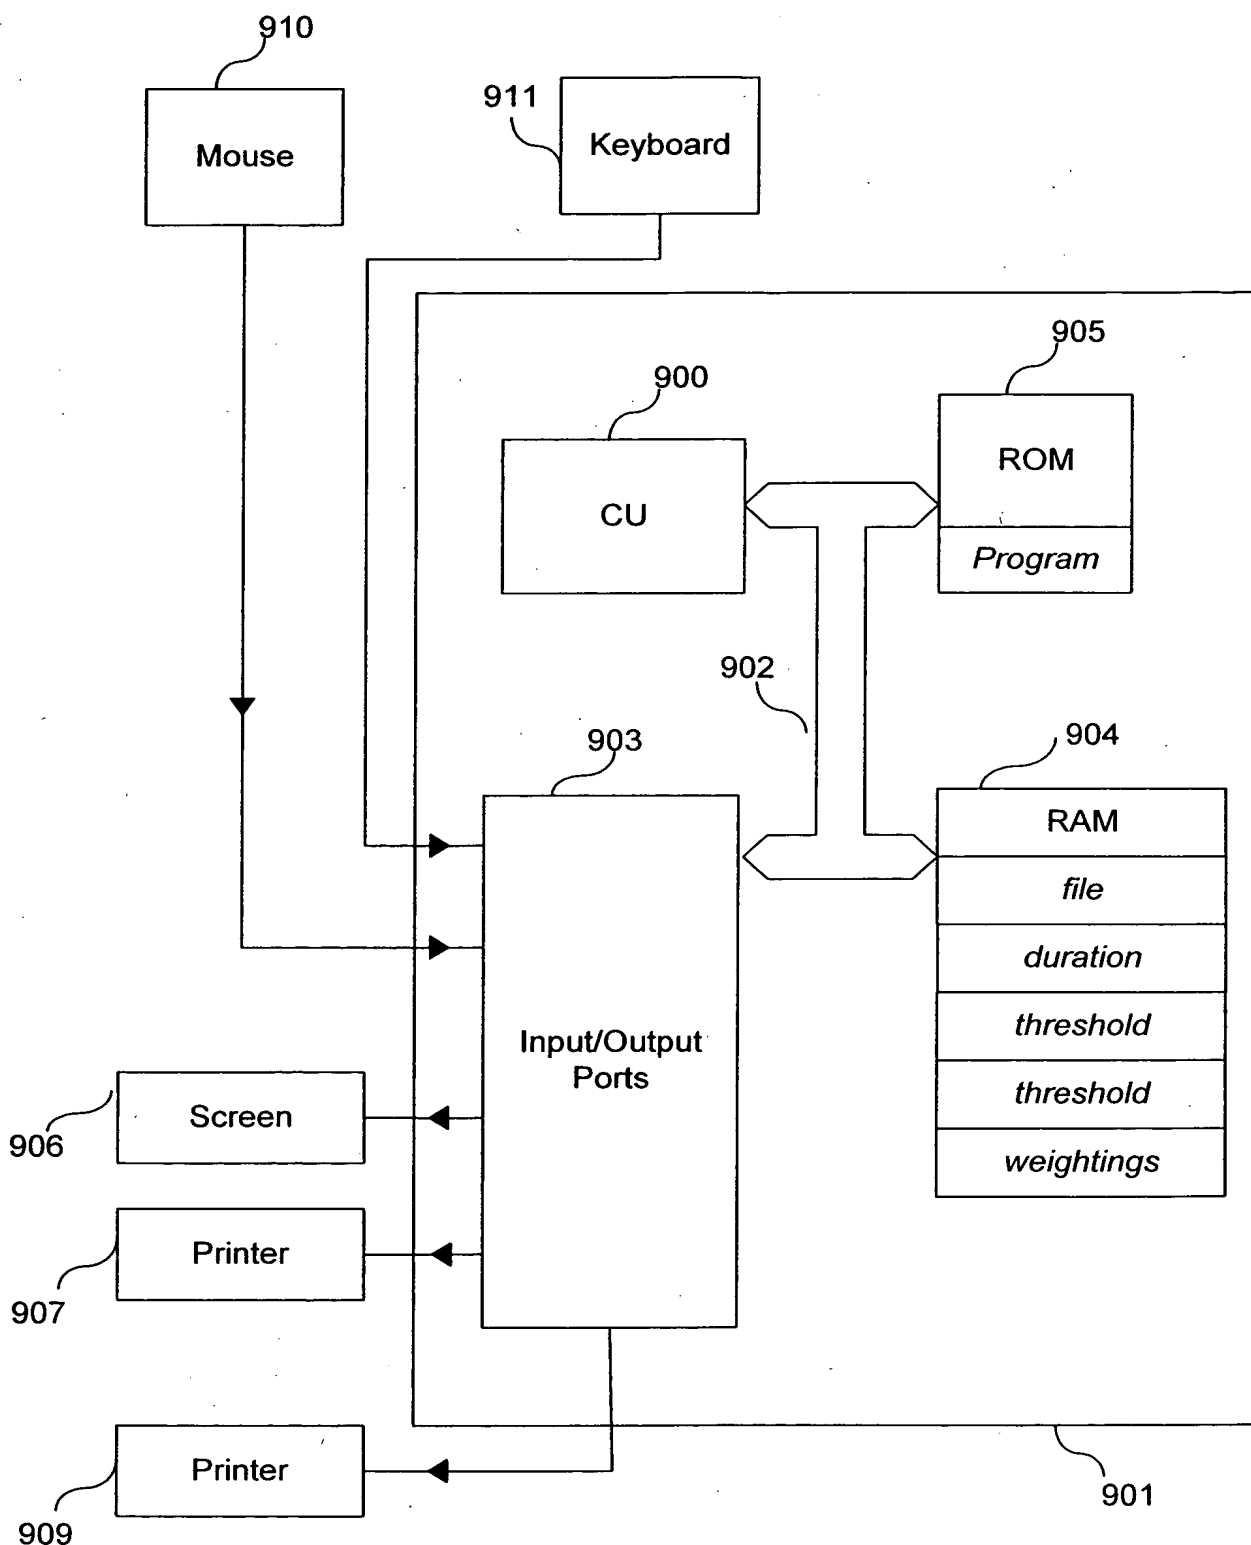 910
911
Mouse
Keyboard
905
900
ROM
CU
Program
902
903
904
RAM
file
duration
threshold
Input/Output
Ports
threshold
Screen
906
weightings
Printer
907
Printer
901
909